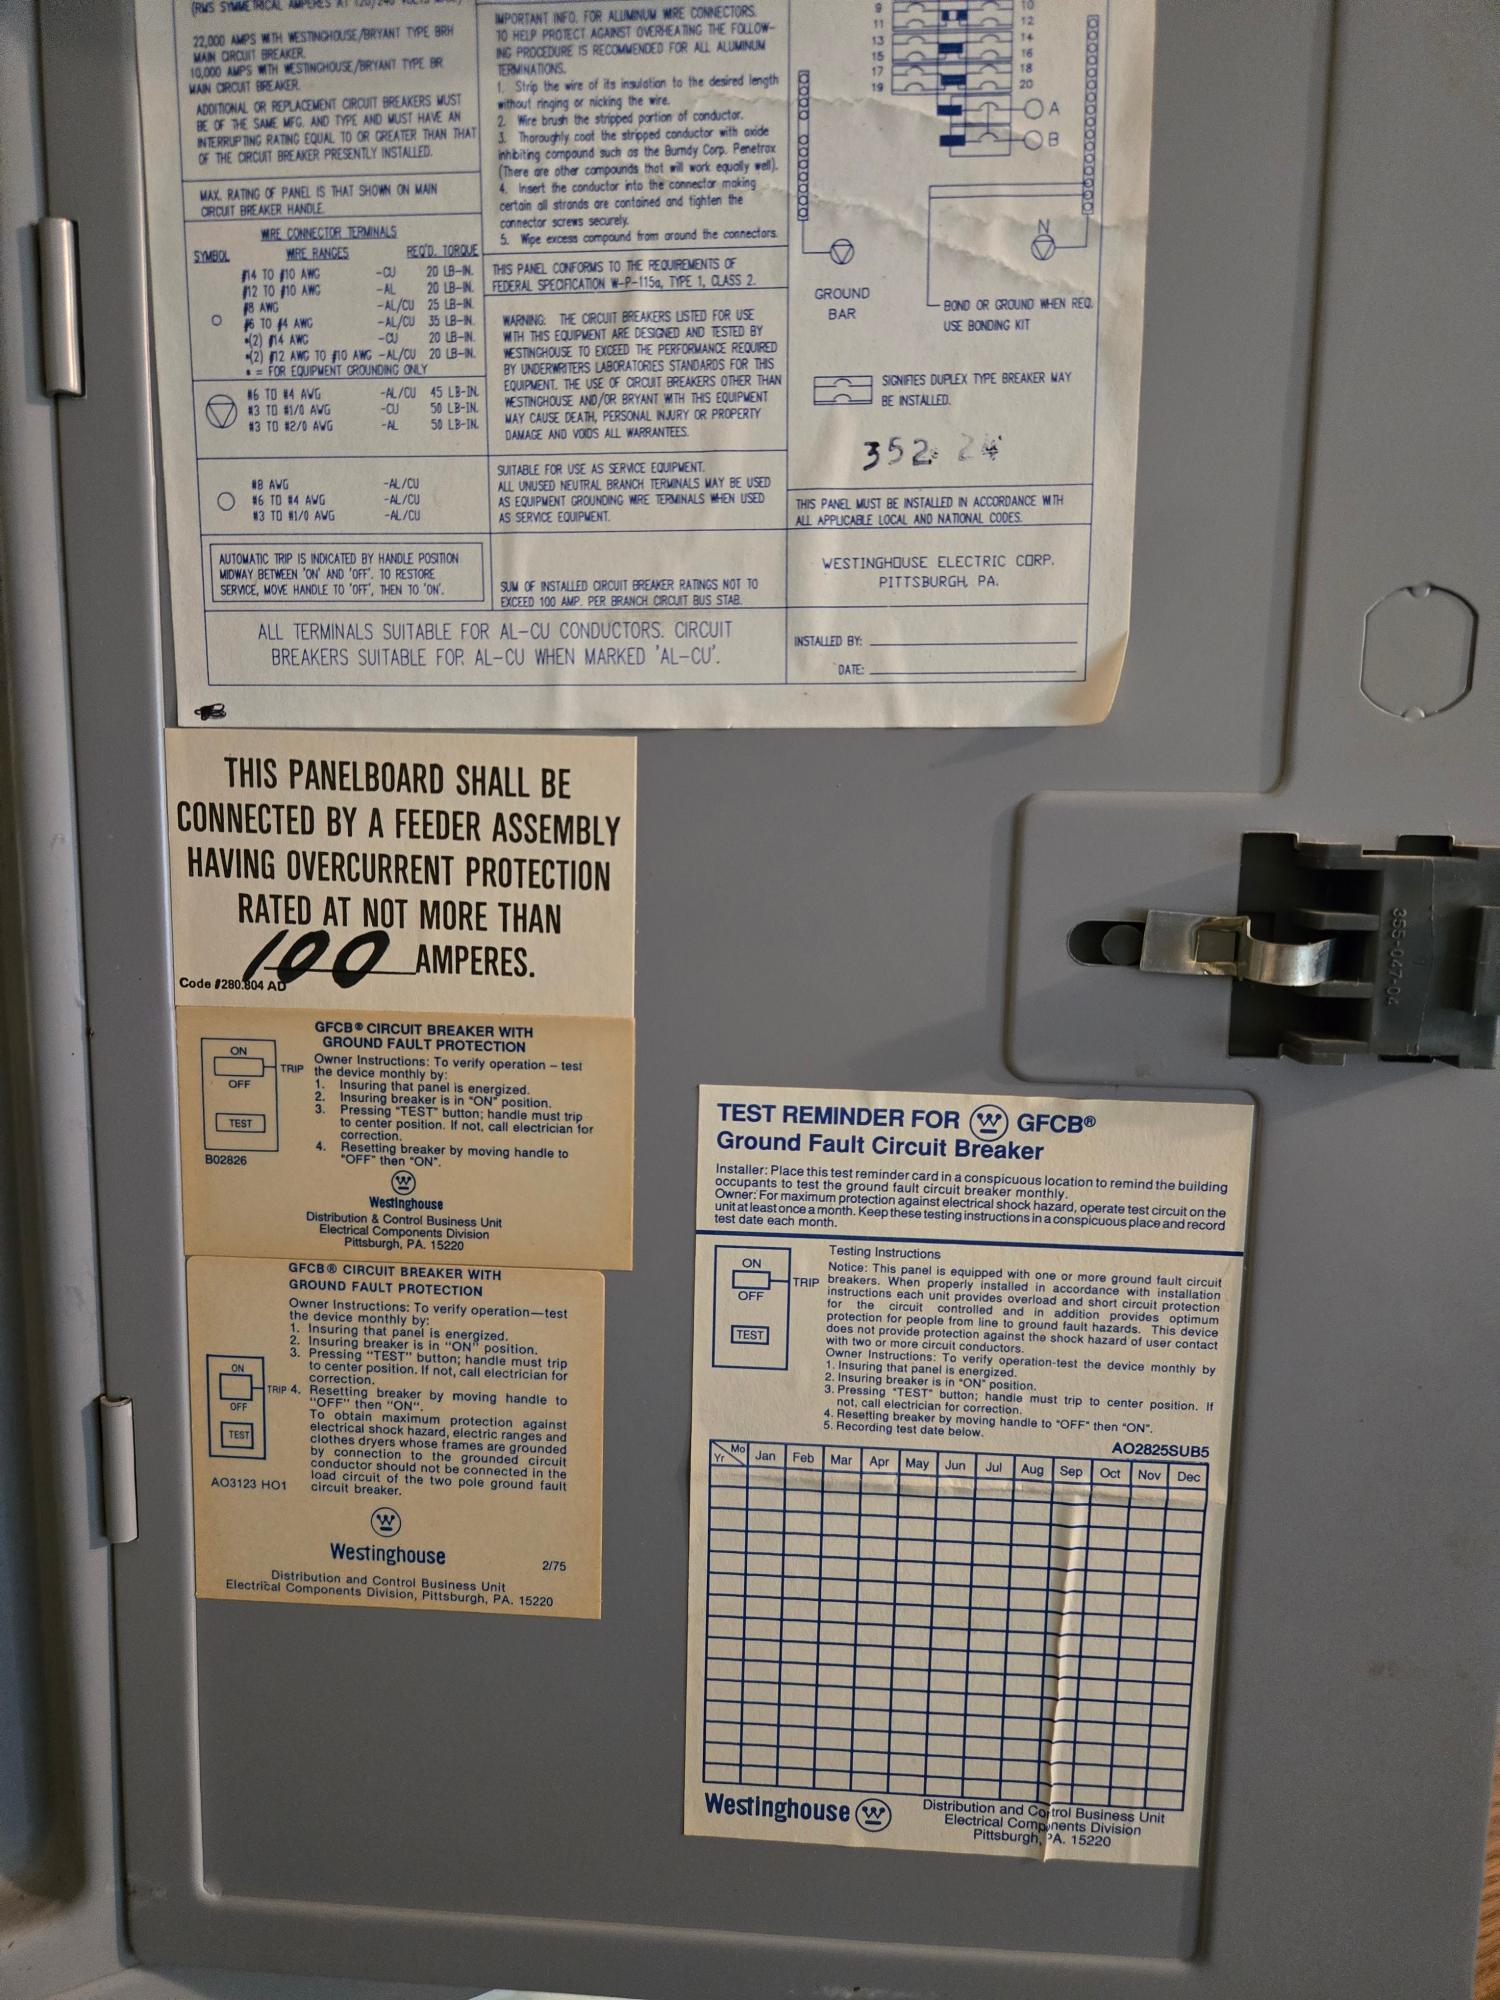 (RMS SYMMETRICAL AMPERES AT 120/240 VOLTS
22,000 AMPS WITH WESTINGHOUSE/BRYANT TYPE BRH
MAIN CIRCUIT BREAKER.
10,000 AMPS WITH WESTINGHOUSE/BRYANT TYPE BR
MAIN CIRCUIT BREAKER.
ADDITIONAL OR REPLACEMENT CIRCUIT BREAKERS MUST
BE OF THE SAME MFG. AND TYPE AND MUST HAVE AN
INTERRUPTING RATING EQUAL TO OR GREATER THAN THAT
OF THE CIRCUIT BREAKER PRESENTLY INSTALLED.
MAX. RATING OF PANEL IS THAT SHOWN ON MAIN
CIRCUIT BREAKER HANDLE.
WIRE CONNECTOR TERMINALS
SYMBOL WIRE RANGES REQ'D. TORQUE
#14 TO #10 AWG -CU 20 LB-IN.
#12 TO #10 AWG -AL 20 LB-IN.
#8 AWG -AL/CU 25 LB-IN.
#6 TO #4 AWG -AL/CU 35 LB-IN.
*(2) #14 AWG -CU 20 LB-IN.
*(2) #12 AWG TO #10 AWG -AL/CU 20 LB-IN.
* = FOR EQUIPMENT GROUNDING ONLY
#6 TO #4 AWG -AL/CU 45 LB-IN.
#3 TO #1/0 AWG -CU 50 LB-IN.
#3 TO #2/0 AWG -AL 50 LB-IN.
#8 AWG -AL/CU
#6 TO #4 AWG -AL/CU
#3 TO #1/0 AWG -AL/CU
AUTOMATIC TRIP IS INDICATED BY HANDLE POSITION
MIDWAY BETWEEN 'ON' AND 'OFF'. TO RESTORE
SERVICE, MOVE HANDLE TO 'OFF', THEN TO 'ON'.
IMPORTANT INFO. FOR ALUMINUM WIRE CONNECTORS.
TO HELP PROTECT AGAINST OVERHEATING THE FOLLOW-
ING PROCEDURE IS RECOMMENDED FOR ALL ALUMINUM
TERMINATIONS.
1. Strip the wire of its insulation to the desired length
without ringing or nicking the wire.
2. Wire brush the stripped portion of conductor.
3. Thoroughly coat the stripped conductor with oxide
inhibiting compound such as the Burndy Corp. Penetrox
(There are other compounds that will work equally well).
4. Insert the conductor into the connector making
certain all strands are contained and tighten the
connector screws securely.
5. Wipe excess compound from around the connectors.
THIS PANEL CONFORMS TO THE REQUIREMENTS OF
FEDERAL SPECIFICATION W-P-115a, TYPE 1, CLASS 2.
WARNING: THE CIRCUIT BREAKERS LISTED FOR USE
WITH THIS EQUIPMENT ARE DESIGNED AND TESTED BY
WESTINGHOUSE TO EXCEED THE PERFORMANCE REQUIRED
BY UNDERWRITERS LABORATORIES STANDARDS FOR THIS
EQUIPMENT. THE USE OF CIRCUIT BREAKERS OTHER THAN
WESTINGHOUSE AND/OR BRYANT WITH THIS EQUIPMENT
MAY CAUSE DEATH, PERSONAL INJURY OR PROPERTY
DAMAGE AND VOIDS ALL WARRANTEES.
SUITABLE FOR USE AS SERVICE EQUIPMENT.
ALL UNUSED NEUTRAL BRANCH TERMINALS MAY BE USED
AS EQUIPMENT GROUNDING WIRE TERMINALS WHEN USED
AS SERVICE EQUIPMENT.
SUM OF INSTALLED CIRCUIT BREAKER RATINGS NOT TO
EXCEED 100 AMP. PER BRANCH CIRCUIT BUS STAB.
9 10
11 12
13 14
15 16
17 18
19 20
A
B
N
GROUND
BAR
BOND OR GROUND WHEN REQ.
USE BONDING KIT
SIGNIFIES DUPLEX TYPE BREAKER MAY
BE INSTALLED.
352 24
THIS PANEL MUST BE INSTALLED IN ACCORDANCE WITH
ALL APPLICABLE LOCAL AND NATIONAL CODES.
WESTINGHOUSE ELECTRIC CORP.
PITTSBURGH, PA.
INSTALLED BY:
DATE:
ALL TERMINALS SUITABLE FOR AL-CU CONDUCTORS. CIRCUIT
BREAKERS SUITABLE FOR AL-CU WHEN MARKED 'AL-CU'.
THIS PANELBOARD SHALL BE
CONNECTED BY A FEEDER ASSEMBLY
HAVING OVERCURRENT PROTECTION
RATED AT NOT MORE THAN
100 AMPERES.
Code #280.804 AD
355-047-04
GFCB® CIRCUIT BREAKER WITH
GROUND FAULT PROTECTION
Owner Instructions: To verify operation – test
the device monthly by:
1. Insuring that panel is energized.
2. Insuring breaker is in "ON" position.
3. Pressing "TEST" button; handle must trip
to center position. If not, call electrician for
correction.
4. Resetting breaker by moving handle to
"OFF" then "ON".
ON
TRIP
OFF
TEST
B02826
Westinghouse
Distribution & Control Business Unit
Electrical Components Division
Pittsburgh, PA. 15220
GFCB® CIRCUIT BREAKER WITH
GROUND FAULT PROTECTION
Owner Instructions: To verify operation—test
the device monthly by:
1. Insuring that panel is energized.
2. Insuring breaker is in "ON" position.
3. Pressing "TEST" button; handle must trip
to center position. If not, call electrician for
correction.
4. Resetting breaker by moving handle to
"OFF" then "ON".
To obtain maximum protection against
electrical shock hazard, electric ranges and
clothes dryers whose frames are grounded
by connection to the grounded circuit
conductor should not be connected in the
load circuit of the two pole ground fault
circuit breaker.
ON
TRIP
OFF
TEST
AO3123 HO1
Westinghouse
2/75
Distribution and Control Business Unit
Electrical Components Division, Pittsburgh, PA. 15220
TEST REMINDER FOR GFCB®
Ground Fault Circuit Breaker
Installer: Place this test reminder card in a conspicuous location to remind the building
occupants to test the ground fault circuit breaker monthly.
Owner: For maximum protection against electrical shock hazard, operate test circuit on the
unit at least once a month. Keep these testing instructions in a conspicuous place and record
test date each month.
ON
TRIP
OFF
TEST
Testing Instructions
Notice: This panel is equipped with one or more ground fault circuit
breakers. When properly installed in accordance with installation
instructions each unit provides overload and short circuit protection
for the circuit controlled and in addition provides optimum
protection for people from line to ground fault hazards. This device
does not provide protection against the shock hazard of user contact
with two or more circuit conductors.
Owner Instructions: To verify operation-test the device monthly by
1. Insuring that panel is energized.
2. Insuring breaker is in "ON" position.
3. Pressing "TEST" button; handle must trip to center position. If
not, call electrician for correction.
4. Resetting breaker by moving handle to "OFF" then "ON".
5. Recording test date below.
AO2825SUB5
Yr Mo Jan Feb Mar Apr May Jun Jul Aug Sep Oct Nov Dec
Westinghouse
Distribution and Control Business Unit
Electrical Components Division
Pittsburgh, PA. 15220